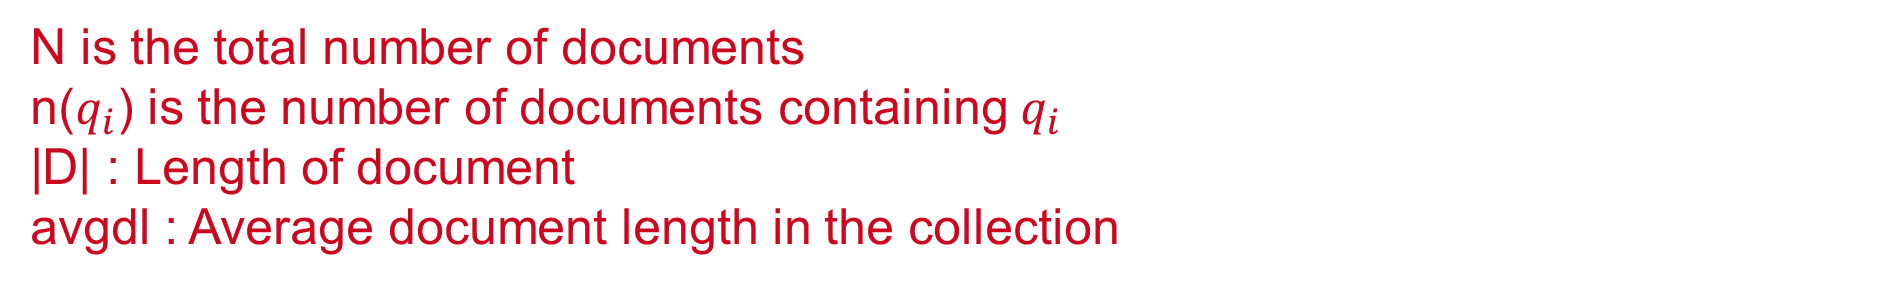 N is the total number of documents
n(𝑞𝑖) is the number of documents containing 𝑞𝑖
|D| : Length of document
avgdl : Average document length in the collection